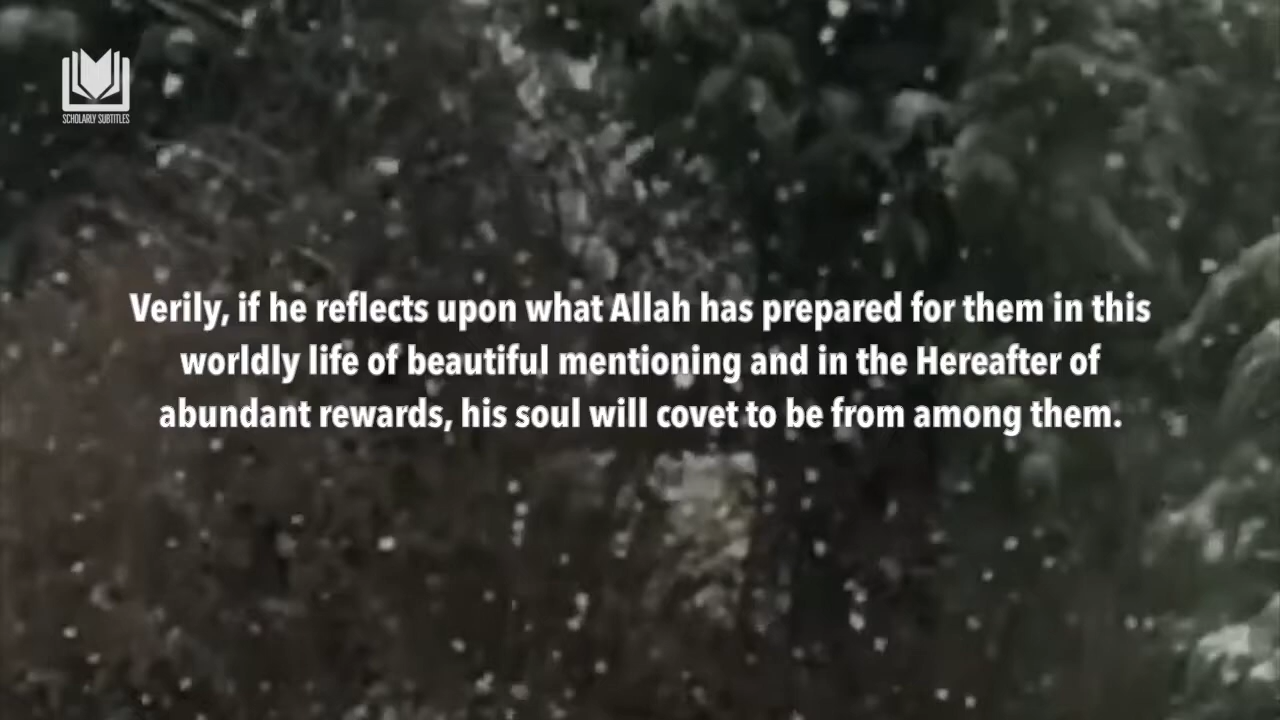 SCHOLARLY SUBTITLES
Verily, if he reflects upon what Allah has prepared for them in this
worldly life of beautiful mentioning and in the Hereafter of
abundant rewards, his soul will covet to be from among them.